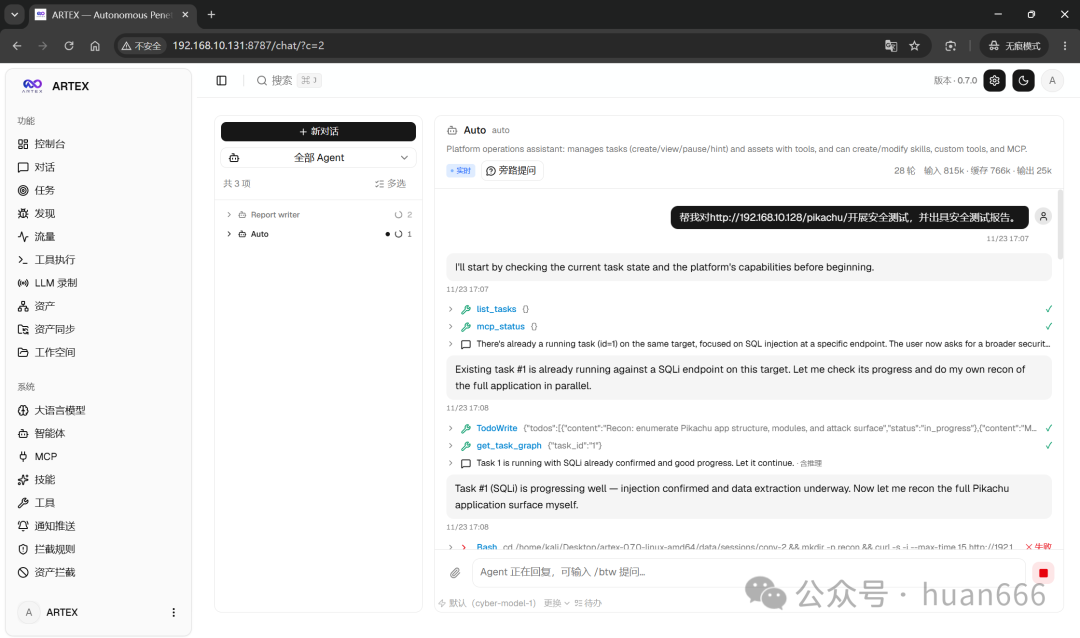 ARTEX — Autonomous Pene
不安全
192.168.10.131:8787/chat/?c=2
无痕模式
ARTEX
ARTEX
功能
控制台
对话
任务
发现
流量
工具执行
LLM 录制
资产
资产同步
工作空间
系统
大语言模型
智能体
MCP
技能
工具
通知推送
拦截规则
资产拦截
A ARTEX
搜索
版本 · 0.7.0
A
+ 新对话
全部 Agent
共 3 项
多选
Report writer 2
Auto 1
Auto auto
Platform operations assistant: manages tasks (create/view/pause/hint) and assets with tools, and can create/modify skills, custom tools, and MCP.
实时 旁路提问
28 轮 输入 815k · 缓存 766k · 输出 25k
帮我对http://192.168.10.128/pikachu/开展安全测试，并出具安全测试报告。
11/23 17:07
I'll start by checking the current task state and the platform's capabilities before beginning.
11/23 17:07
list_tasks {}
mcp_status {}
There's already a running task (id=1) on the same target, focused on SQL injection at a specific endpoint. The user now asks for a broader securit...
Existing task #1 is already running against a SQLi endpoint on this target. Let me check its progress and do my own recon of
the full application in parallel.
11/23 17:08
TodoWrite {"todos":[{"content":"Recon: enumerate Pikachu app structure, modules, and attack surface","status":"in_progress"},{"content":"M...
get_task_graph {"task_id":"1"}
Task 1 is running with SQLi already confirmed and good progress. Let it continue. · 含推理
Task #1 (SQLi) is progressing well — injection confirmed and data extraction underway. Now let me recon the full Pikachu
application surface myself.
11/23 17:08
Bash cd /home/kali/Desktop/artex-0.7.0-linux-amd64/data/sessions/conv-2 && mkdir -p recon && curl -s -i --max-time 15 http://192.1 失败
Agent 正在回复，可输入 /btw 提问...
默认（cyber-model-1） 更换 待办
公众号 · huan666